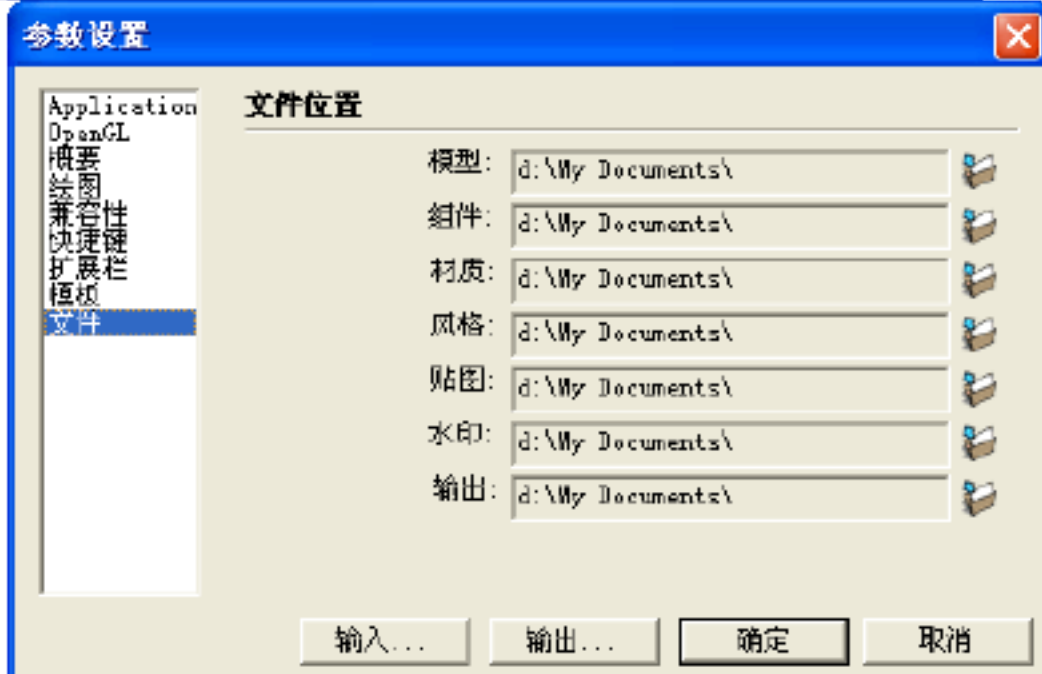 参数设置
Application
OpenGL
概要
绘图
兼容性
快捷键
扩展栏
模板
文件
文件位置
模型: d:\My Documents\
组件: d:\My Documents\
材质: d:\My Documents\
风格: d:\My Documents\
贴图: d:\My Documents\
水印: d:\My Documents\
输出: d:\My Documents\
输入... 输出... 确定 取消